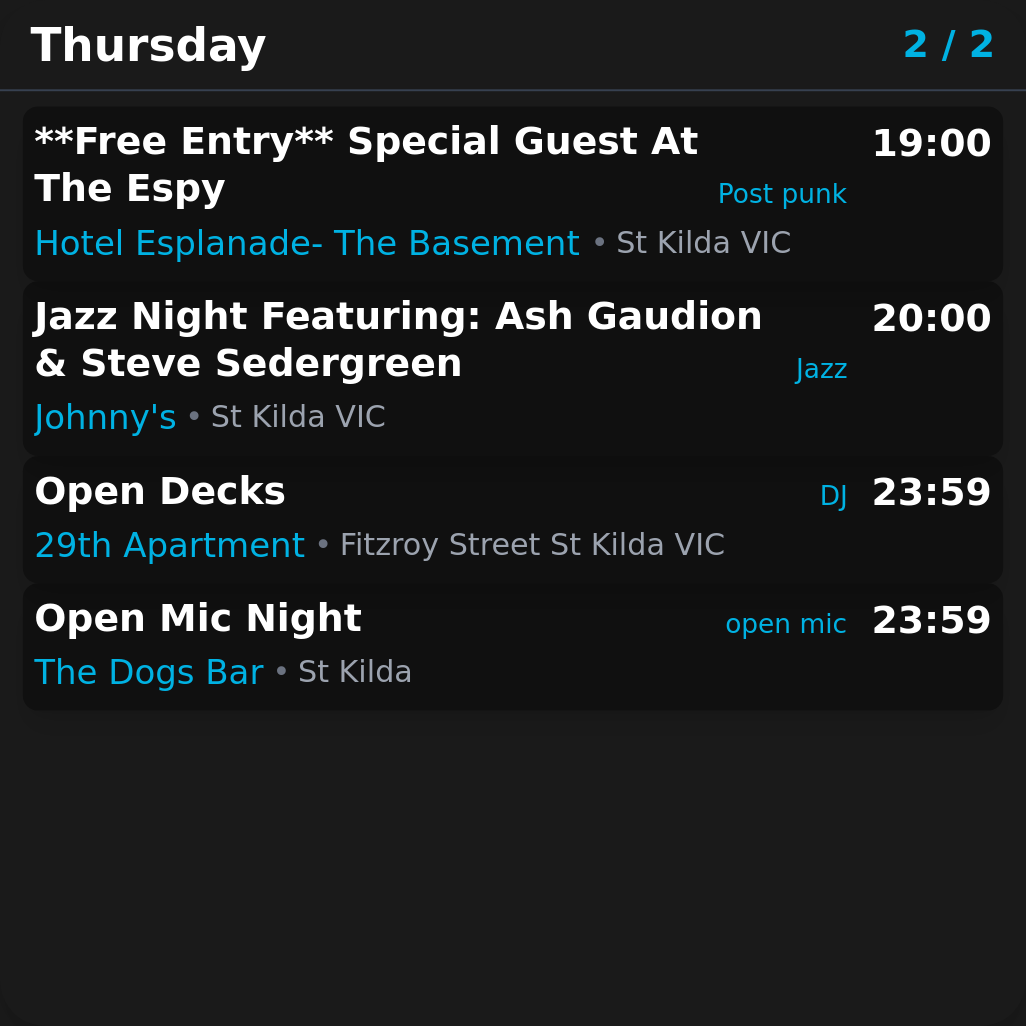 Thursday 2 / 2
**Free Entry** Special Guest At 19:00
The Espy Post punk
Hotel Esplanade- The Basement • St Kilda VIC
Jazz Night Featuring: Ash Gaudion 20:00
& Steve Sedergreen Jazz
Johnny's • St Kilda VIC
Open Decks DJ 23:59
29th Apartment • Fitzroy Street St Kilda VIC
Open Mic Night open mic 23:59
The Dogs Bar • St Kilda